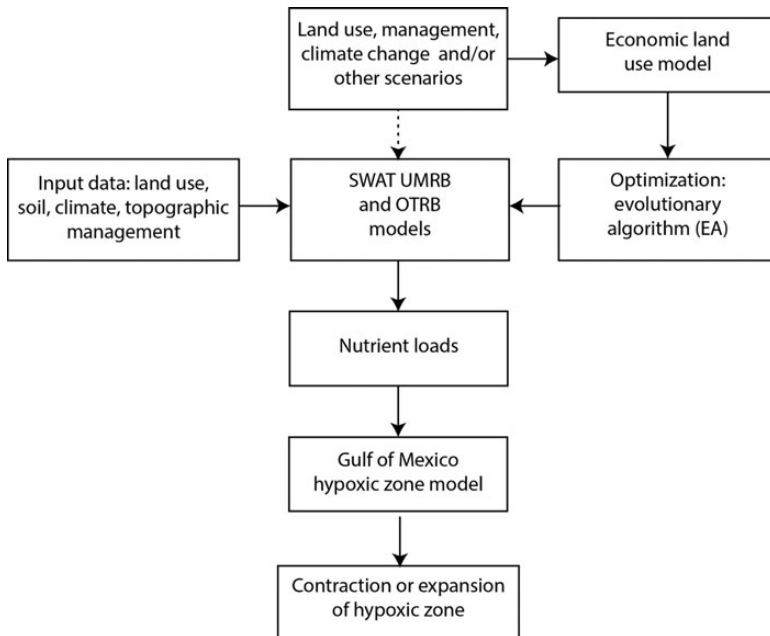 Land use, management,
climate change and/or
other scenarios
Economic land
use model
Input data: land use,
soil, climate, topographic
management
SWAT UMRB
and OTRB
models
Optimization:
evolutionary
algorithm (EA)
Nutrient loads
Gulf of Mexico
hypoxic zone model
Contraction or expansion
of hypoxic zone